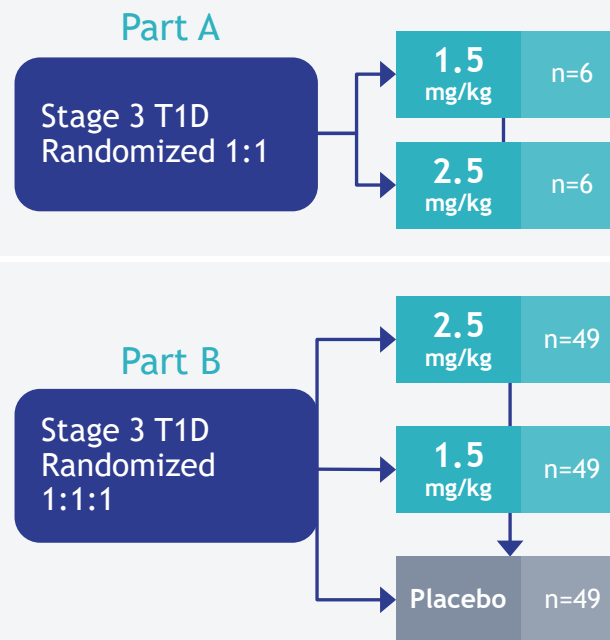 Part A
Stage 3 T1D
Randomized 1:1
1.5
mg/kg
n=6
2.5
mg/kg
n=6
Part B
Stage 3 T1D
Randomized
1:1:1
2.5
mg/kg
n=49
1.5
mg/kg
n=49
Placebo
n=49